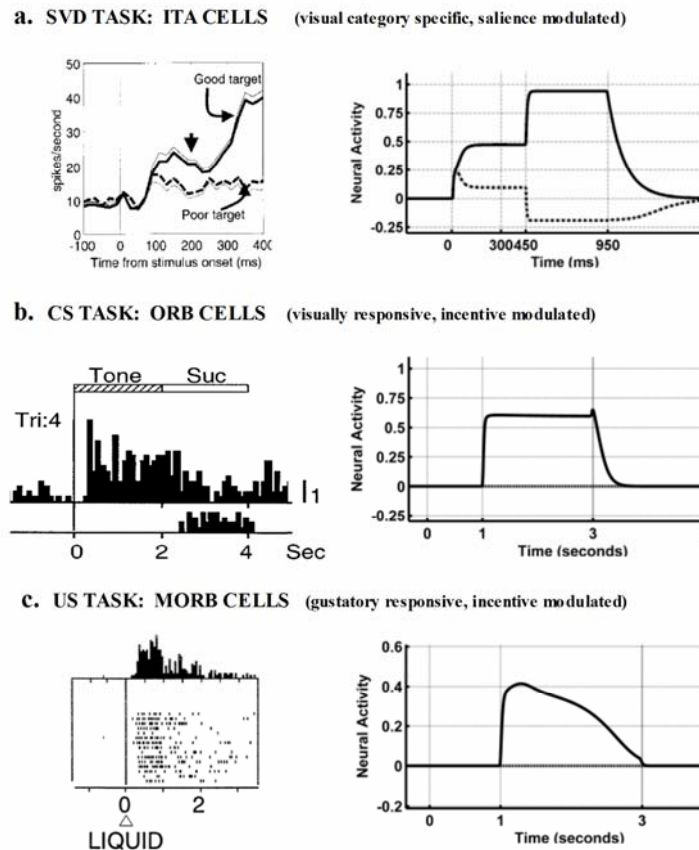 a. SVD TASK: ITA CELLS (visual category specific, salience modulated)
50
40
30
20
10
0
spikes/second
Good target
Poor target
-100 0 100 200 300 400
Time from stimulus onset (ms)
1
0.75
0.5
0.25
0
-0.25
Neural Activity
0 300 450 950
Time (ms)
b. CS TASK: ORB CELLS (visually responsive, incentive modulated)
Tone Suc
Tri:4
1
0 2 4 Sec
1
0.75
0.5
0.25
0
-0.25
Neural Activity
0 1 3
Time (seconds)
c. US TASK: MORB CELLS (gustatory responsive, incentive modulated)
0 2
LIQUID
0.6
0.4
0.2
0
-0.2
Neural Activity
0 1 3
Time (seconds)